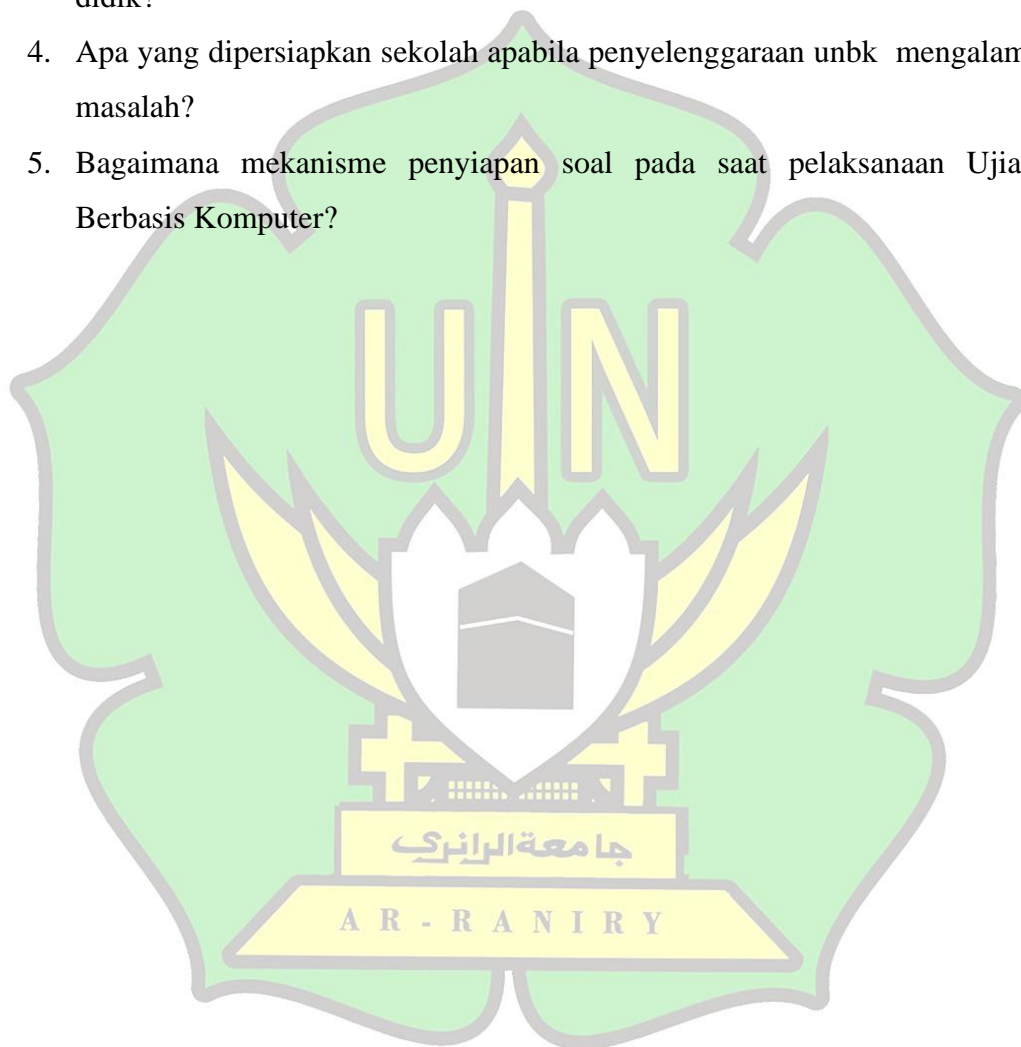 didik?
4. Apa yang dipersiapkan sekolah apabila penyelenggaraan unbk mengalam
masalah?
5. Bagaimana mekanisme penyiapan soal pada saat pelaksanaan Ujia
Berbasis Komputer?
UIN
جامعة الرانري
AR-RANIRY